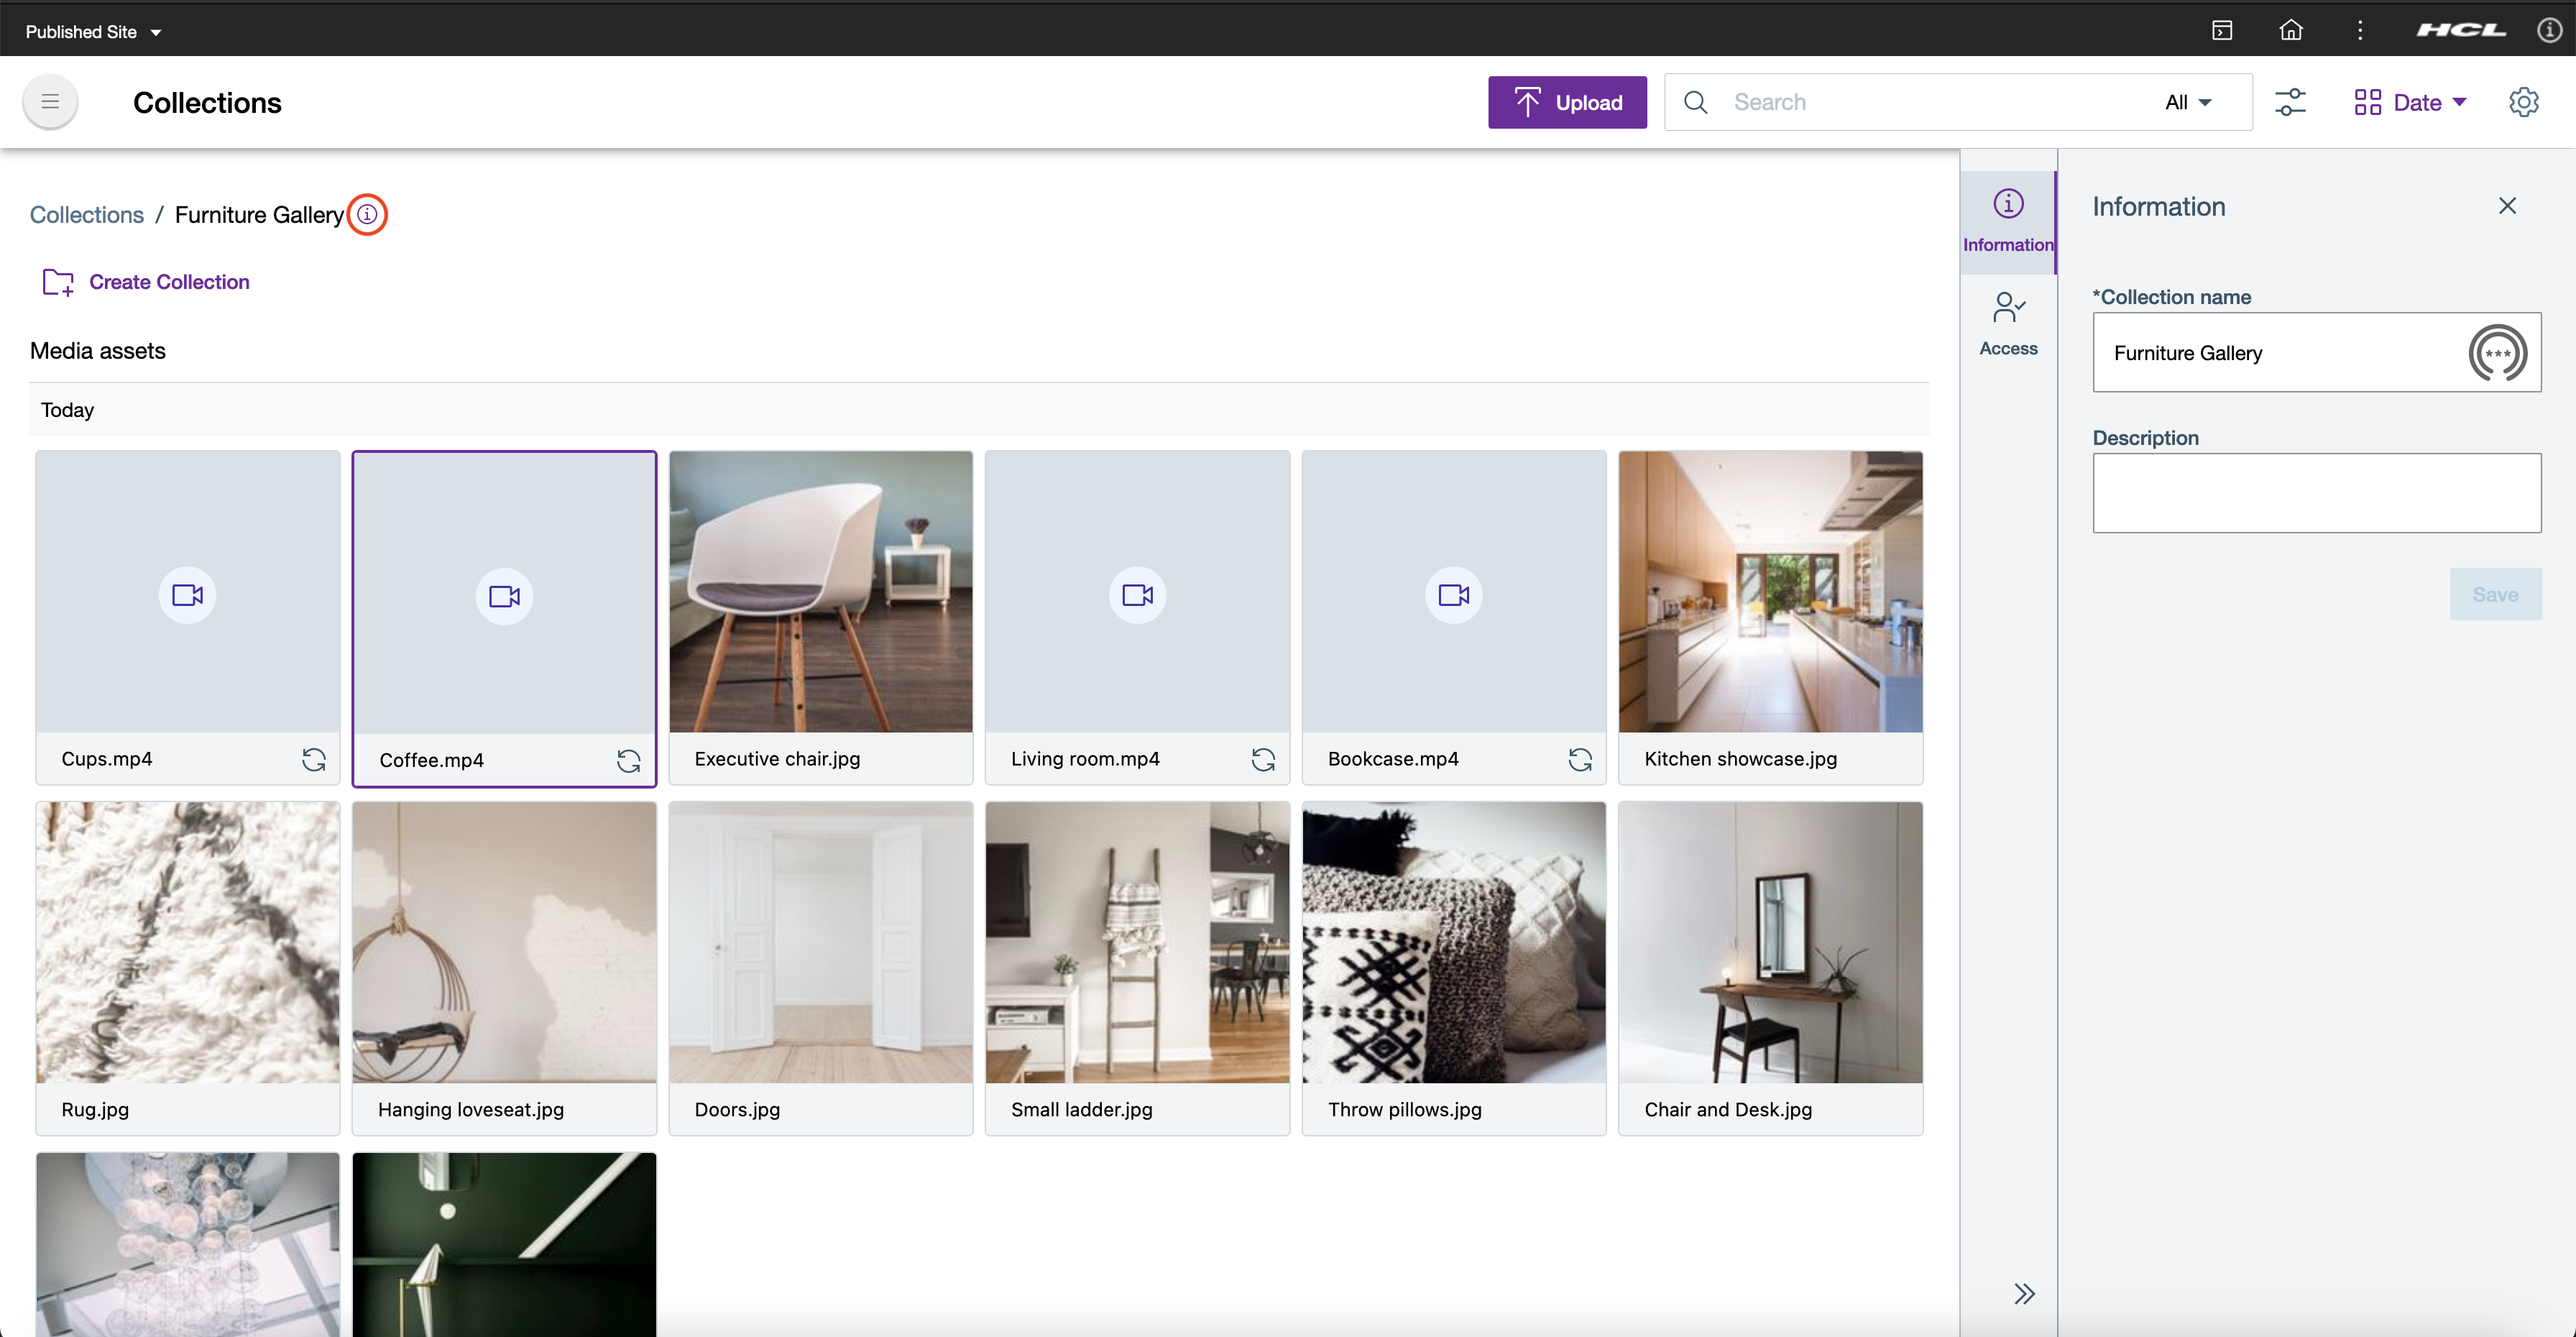 Published Site
HCL
Collections
Upload
Search
All
Date
Collections / Furniture Gallery
Create Collection
Media assets
Today
Cups.mp4
Coffee.mp4
Executive chair.jpg
Living room.mp4
Bookcase.mp4
Kitchen showcase.jpg
Rug.jpg
Hanging loveseat.jpg
Doors.jpg
Small ladder.jpg
Throw pillows.jpg
Chair and Desk.jpg
Information
Access
Information
*Collection name
Furniture Gallery
Description
Save